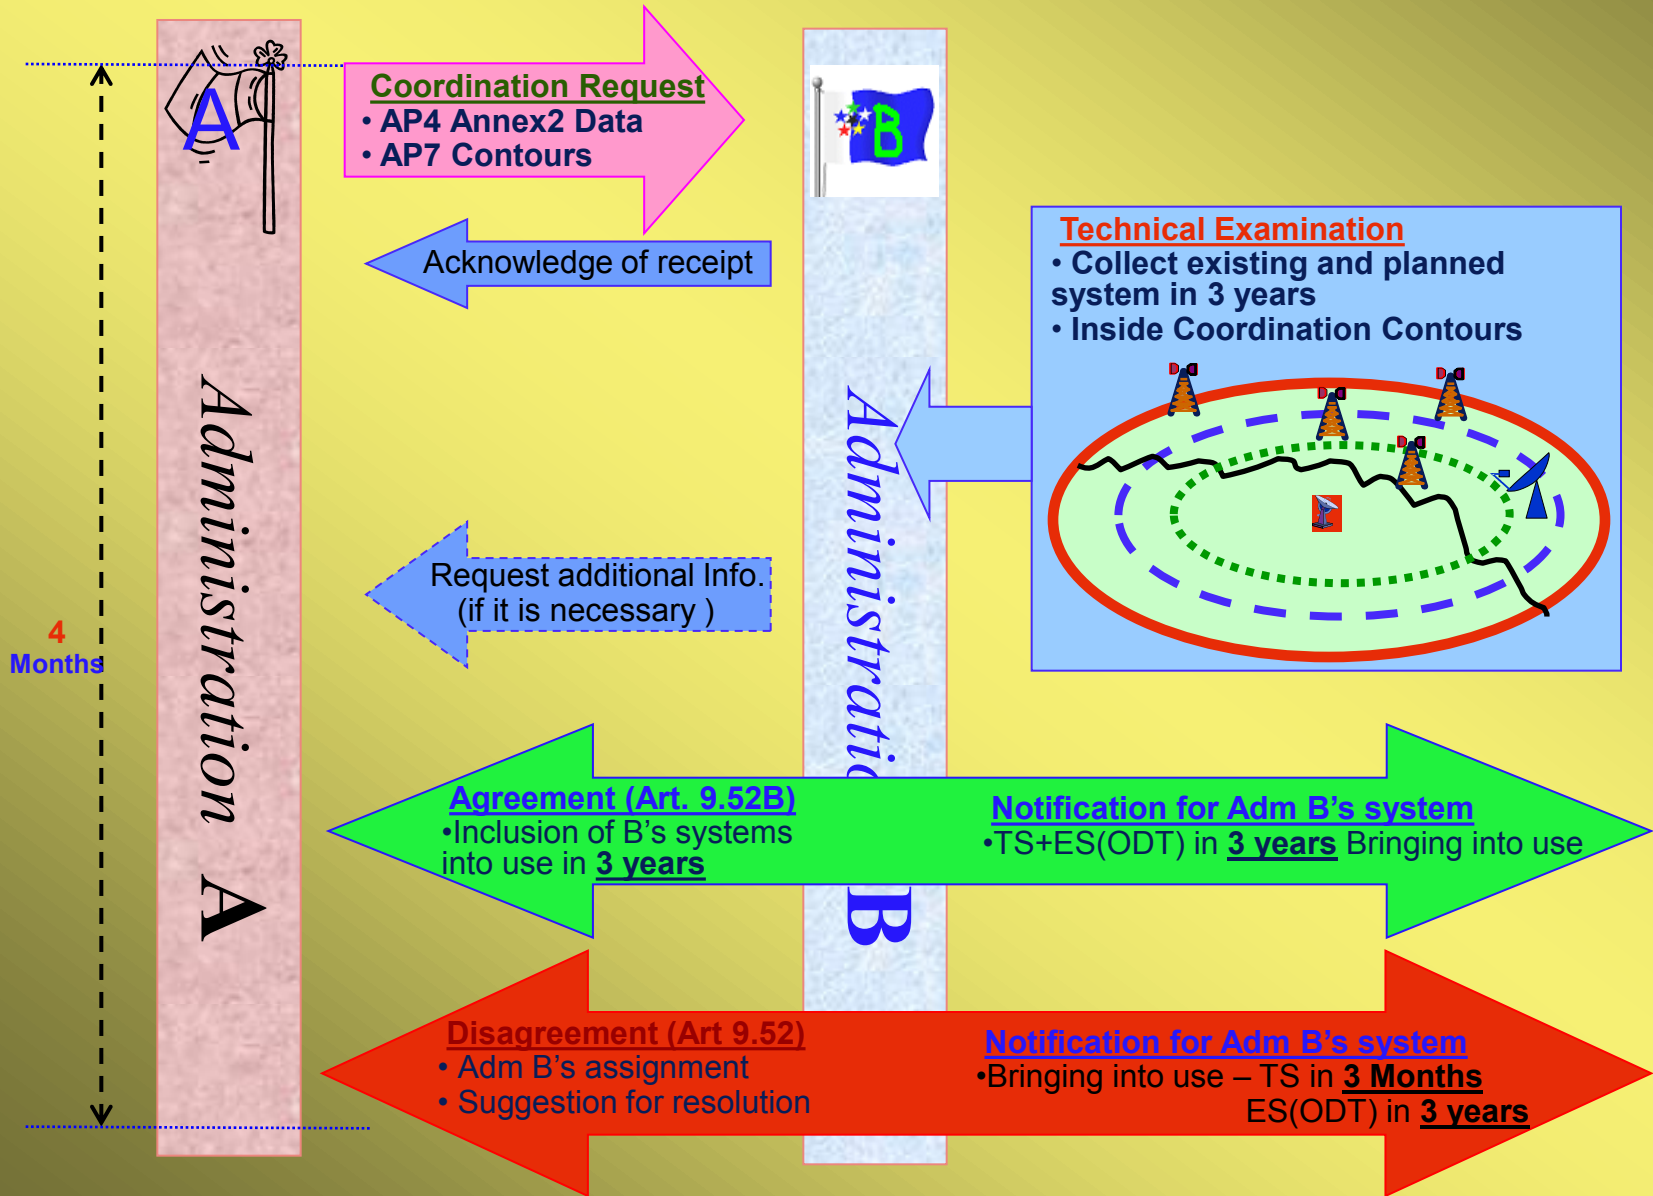 A
Coordination Request
• AP4 Annex2 Data
• AP7 Contours
B
Acknowledge of receipt
Technical Examination
• Collect existing and planned
system in 3 years
• Inside Coordination Contours
Request additional Info.
(if it is necessary )
4
Months
Administration A
Administratio B
Agreement (Art. 9.52B)
•Inclusion of B's systems
into use in 3 years
Notification for Adm B's system
•TS+ES(ODT) in 3 years Bringing into use
Disagreement (Art 9.52)
• Adm B's assignment
• Suggestion for resolution
Notification for Adm B's system
•Bringing into use – TS in 3 Months
ES(ODT) in 3 years